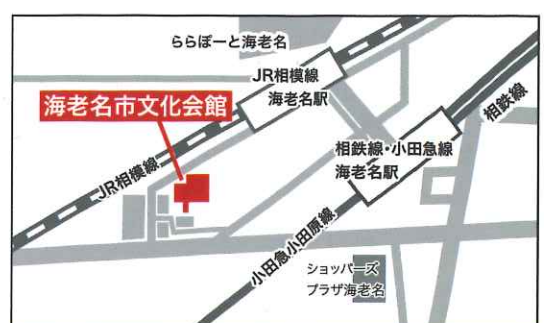 ららぽーと海老名
JR相模線
海老名駅
海老名市文化会館
相鉄線
相鉄線・小田急線
海老名駅
JR相模線
小田急小田原線
ショッパーズ
プラザ海老名